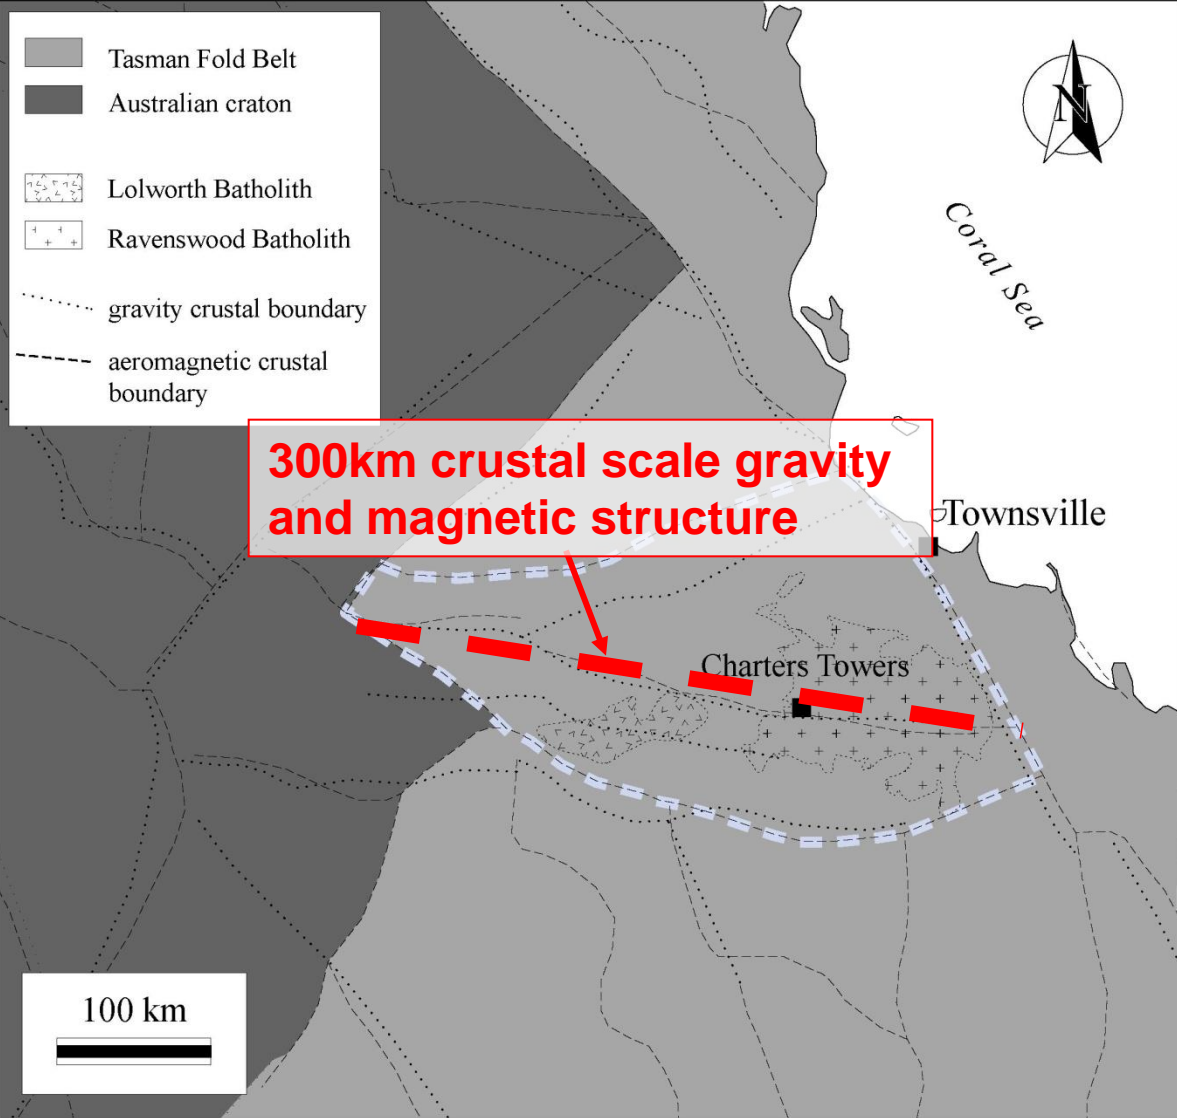 Tasman Fold Belt
Australian craton
Lolworth Batholith
Ravenswood Batholith
gravity crustal boundary
aeromagnetic crustal
boundary
N
Coral Sea
300km crustal scale gravity
and magnetic structure
Townsville
Charters Towers
100 km